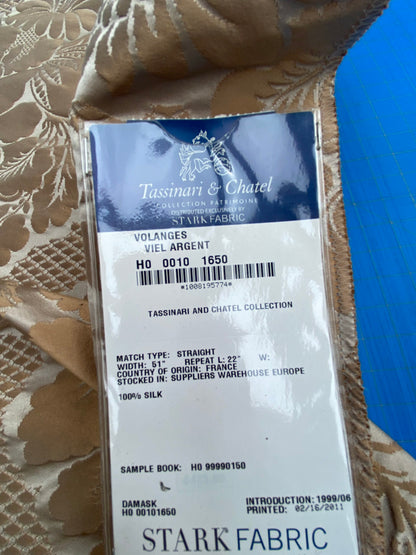 Tassinari & Chatel
COLLECTION PATRIMOINE
DISTRIBUTED EXCLUSIVELY BY
STARK FABRIC
VOLANGES
VIEL ARGENT
H0 0010 1650
*1008195774*
TASSINARI AND CHATEL COLLECTION
MATCH TYPE: STRAIGHT
WIDTH: 51" REPEAT L: 22" W:
COUNTRY OF ORIGIN: FRANCE
STOCKED IN: SUPPLIERS WAREHOUSE EUROPE
100% SILK
SAMPLE BOOK: H0 99990150
DAMASK INTRODUCTION: 1999/06
H0 00101650 PRINTED: 02/16/2011
STARK FABRIC